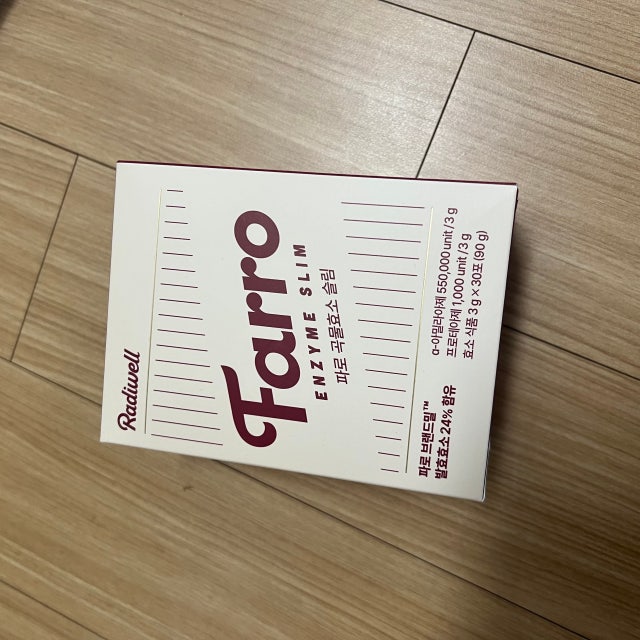 Radiwell
Farro
ENZYME SLIM
파로 곡물효소 슬림
파로 브랜드밀™
발효효소 24% 함유
α-아밀라아제 550,000 unit / 3 g
프로테아제 1,000 unit / 3 g
효소 식품 3 g × 30포 (90 g)